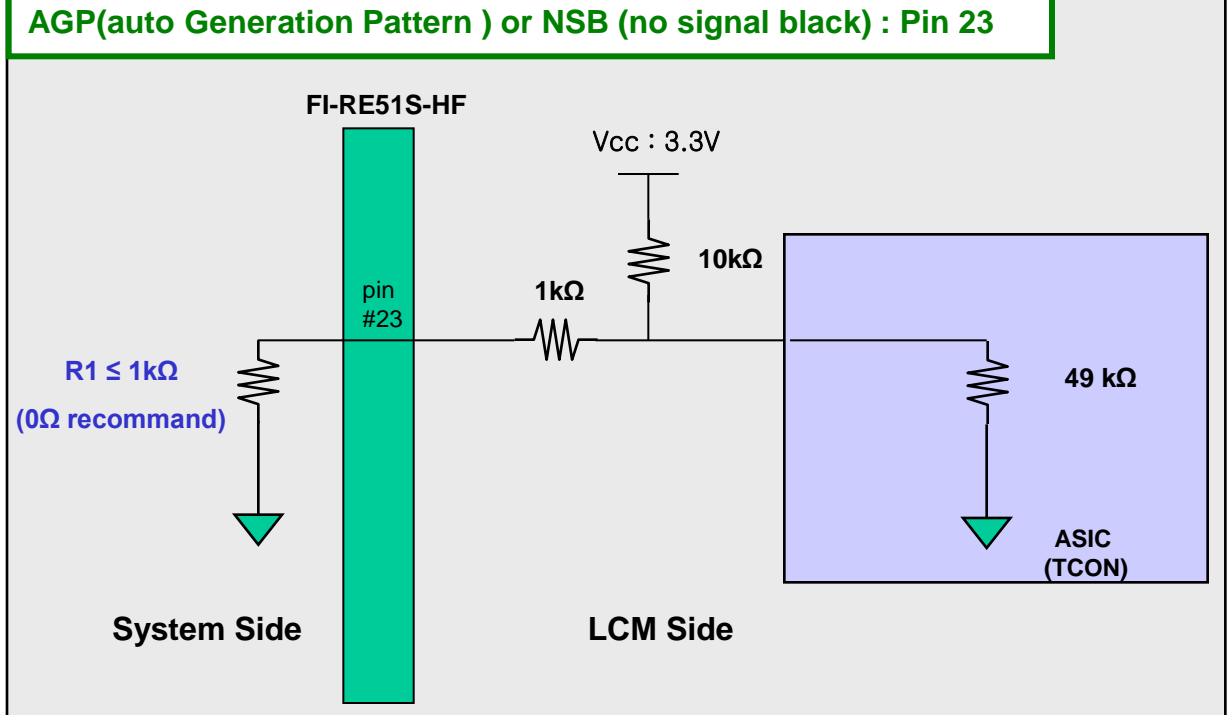 AGP(auto Generation Pattern ) or NSB (no signal black) : Pin 23
FI-RE51S-HF
Vcc : 3.3V
10kΩ
1kΩ
pin
#23
R1 ≤ 1kΩ
(0Ω recommand)
49 kΩ
ASIC
(TCON)
System Side
LCM Side